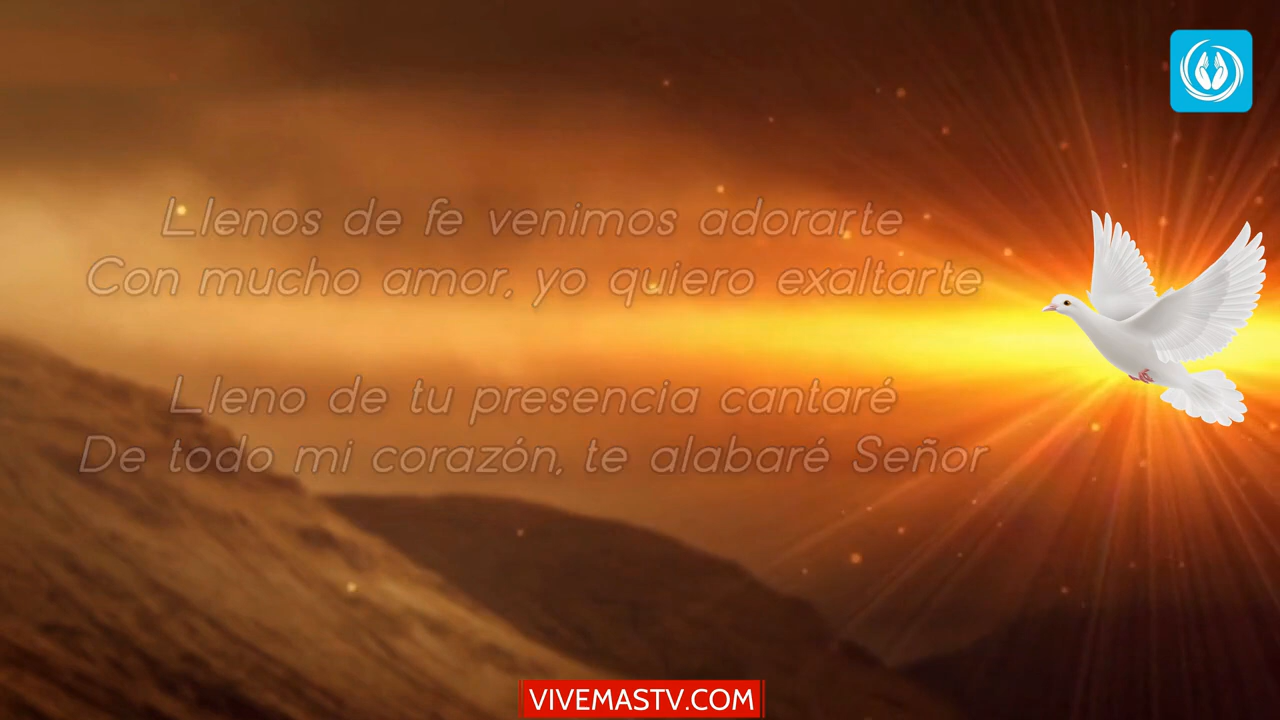 Llenos de fe venimos adorarte
Con mucho amor, yo quiero exaltarte
Lleno de tu presencia cantaré
De todo mi corazón, te alabaré Señor
VIVEMASTV.COM